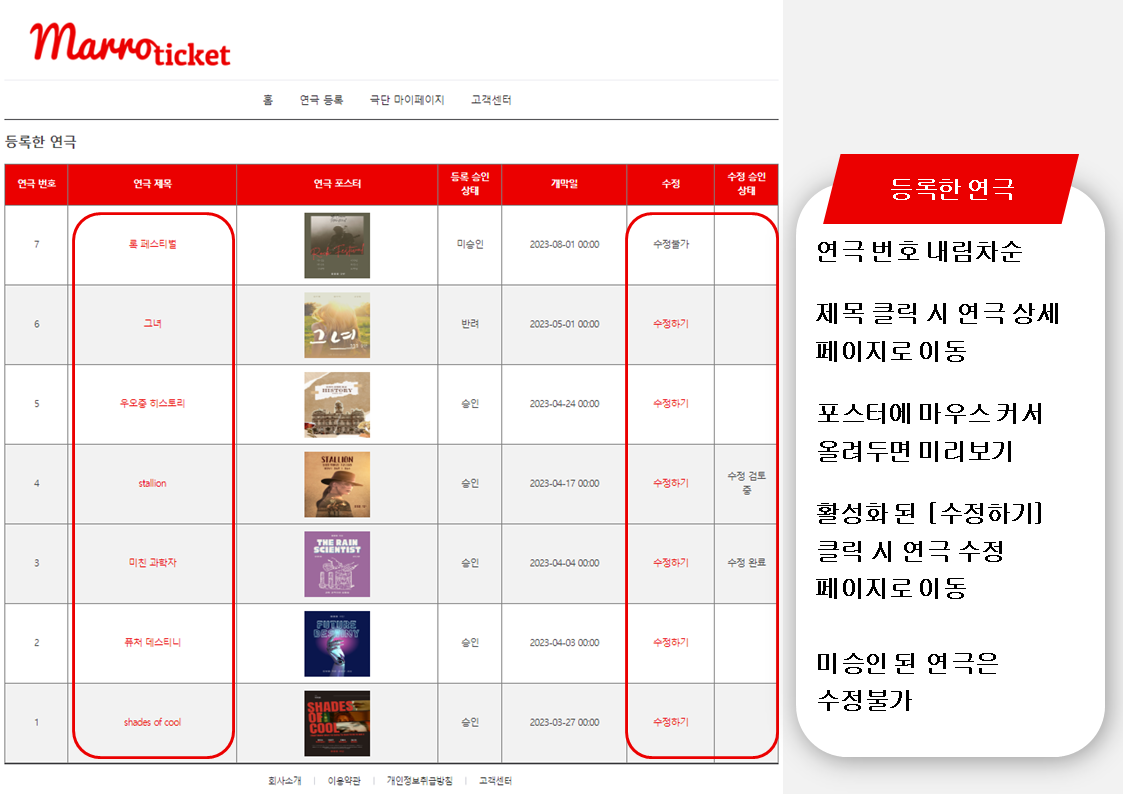 Marro ticket
홈 연극 등록 극단 마이페이지 고객센터
등록한 연극
연극 번호 연극 제목 연극 포스터 등록 승인 상태 개막일 수정 수정 승인 상태
7 록 페스티벌 미승인 2023-08-01 00:00 수정불가
6 그녀 그녀 반려 2023-05-01 00:00 수정하기
5 우오중 히스토리 HISTORY 승인 2023-04-24 00:00 수정하기
4 stallion STALLION 승인 2023-04-17 00:00 수정하기 수정 검토 중
3 미친 과학자 THE RAIN SCIENTIST 승인 2023-04-04 00:00 수정하기 수정 완료
2 퓨처 데스티니 FUTURE DESTINY 승인 2023-04-03 00:00 수정하기
1 shades of cool SHADES OF COOL 승인 2023-03-27 00:00 수정하기
회사소개 | 이용약관 | 개인정보취급방침 | 고객센터
등록한 연극
연극 번호 내림차순
제목 클릭 시 연극 상세
페이지로 이동
포스터에 마우스 커서
올려두면 미리보기
활성화 된 [수정하기]
클릭 시 연극 수정
페이지로 이동
미승인 된 연극은
수정불가